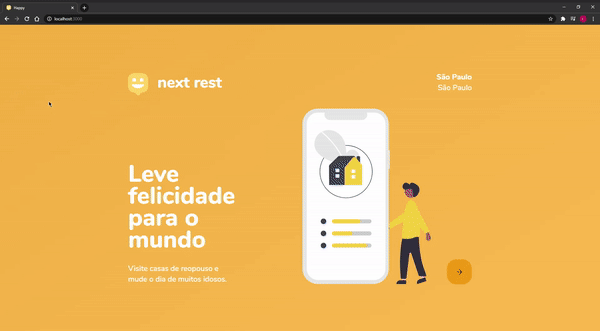 Happy
localhost:3000
next rest
São Paulo
São Paulo
Leve
felicidade
para o
mundo
Visite casas de reopouso e
mude o dia de muitos idosos.